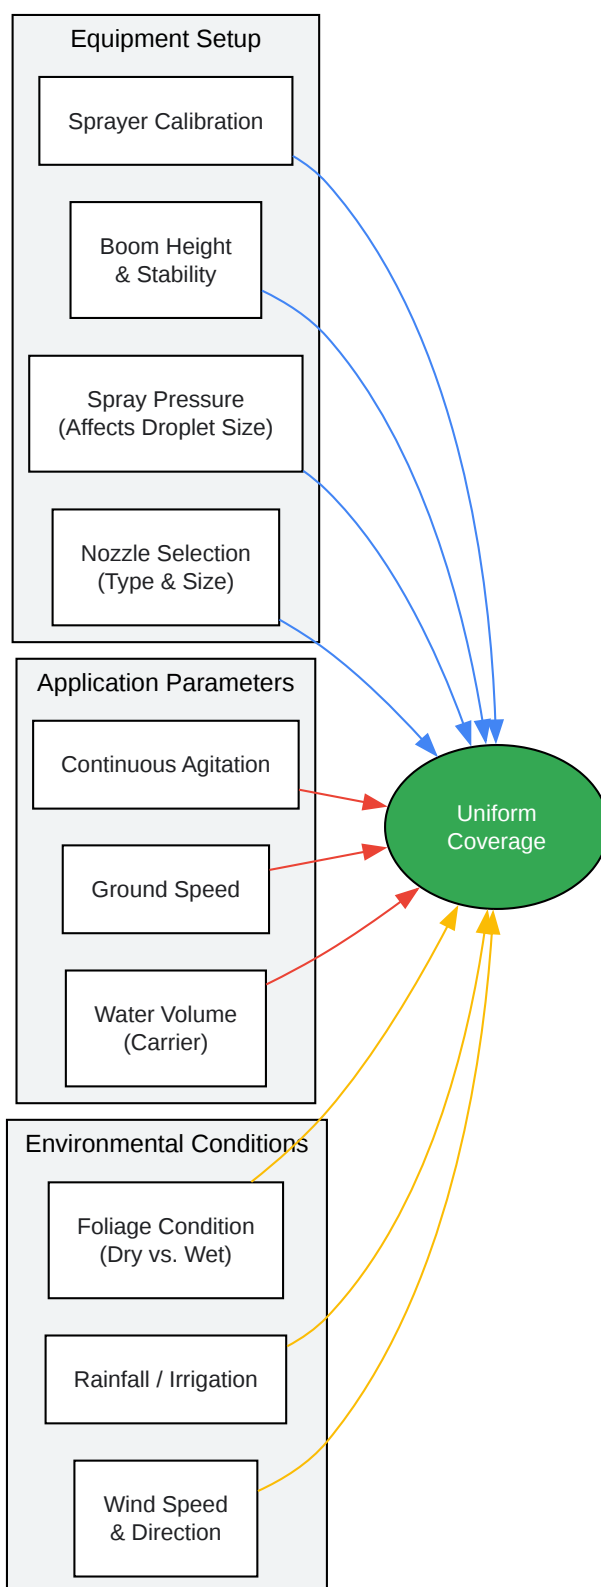 Equipment Setup
Sprayer Calibration
Boom Height
& Stability
Spray Pressure
(Affects Droplet Size)
Nozzle Selection
(Type & Size)
Application Parameters
Continuous Agitation
Ground Speed
Water Volume
(Carrier)
Uniform
Coverage
Environmental Conditions
Foliage Condition
(Dry vs. Wet)
Rainfall / Irrigation
Wind Speed
& Direction